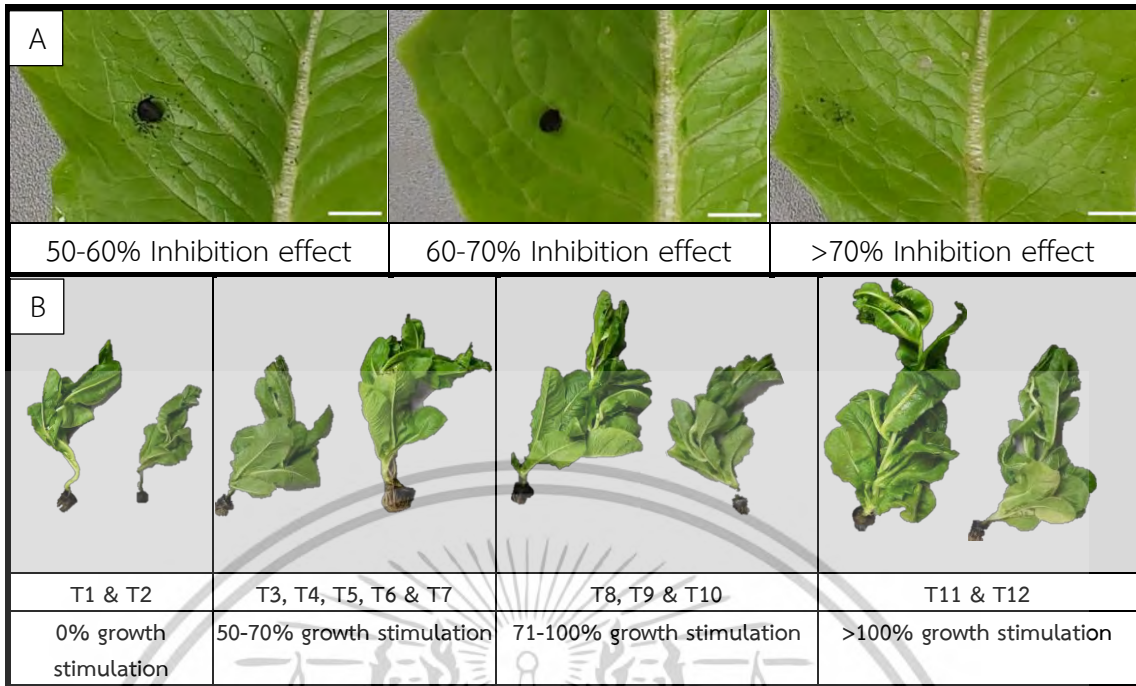 A
50-60% Inhibition effect
60-70% Inhibition effect
>70% Inhibition effect
B
T1 & T2
T3, T4, T5, T6 & T7
T8, T9 & T10
T11 & T12
0% growth
stimulation
50-70% growth stimulation
71-100% growth stimulation
>100% growth stimulation